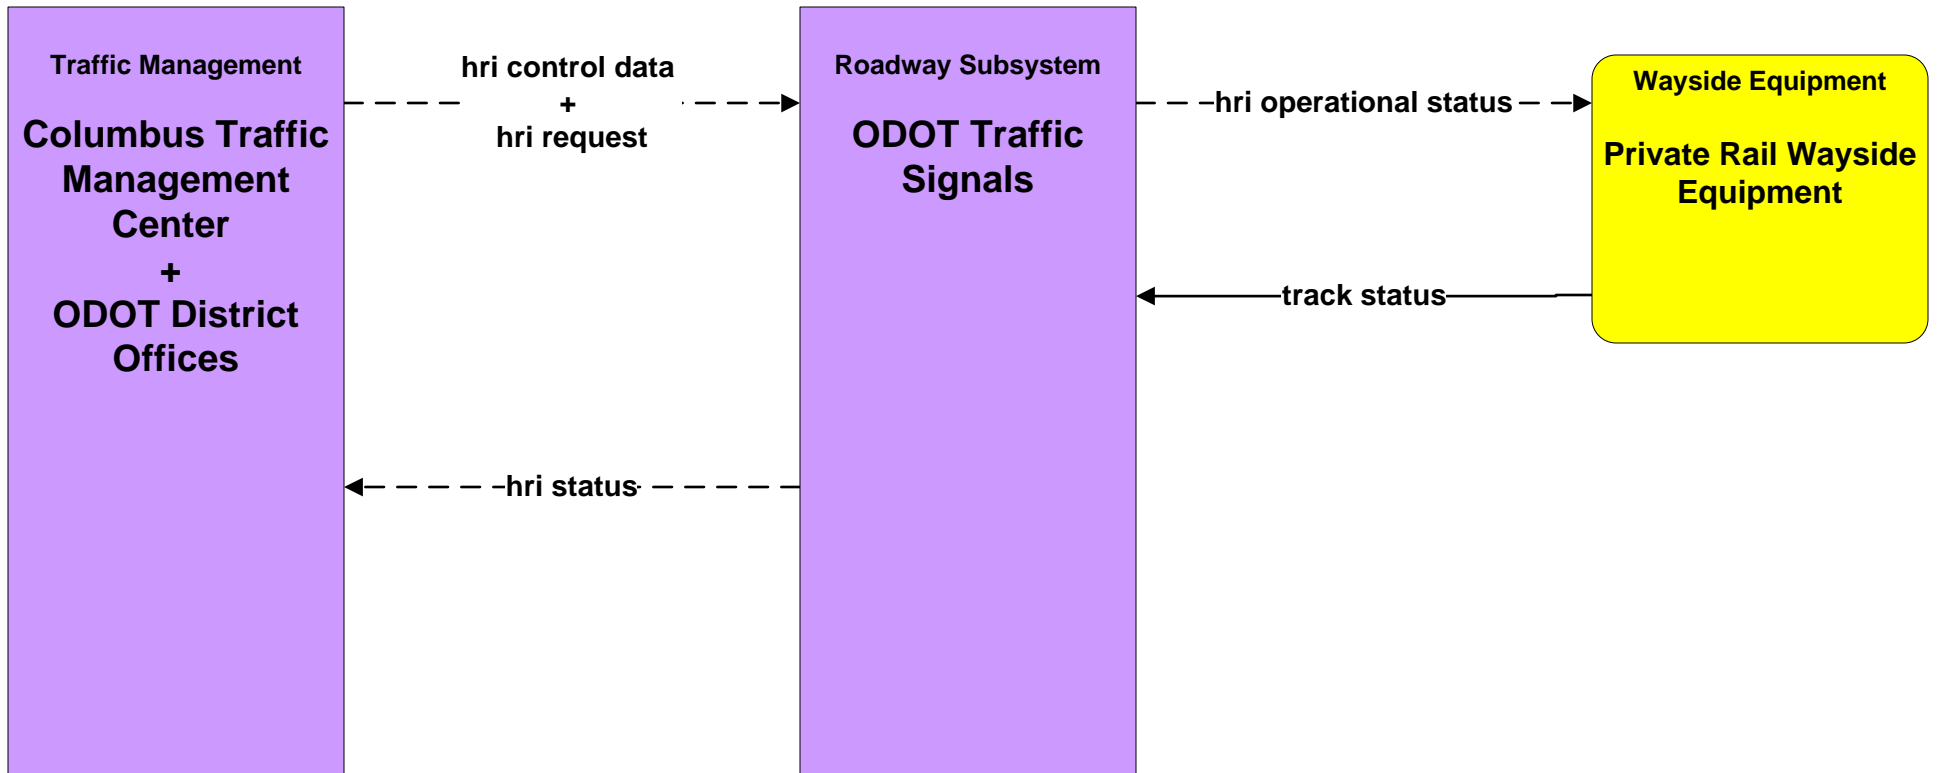 Traffic Management
Columbus Traffic
Management
Center
+
ODOT District
Offices
hri control data
+
hri request
hri status
Roadway Subsystem
ODOT Traffic
Signals
hri operational status
track status
Wayside Equipment
Private Rail Wayside
Equipment